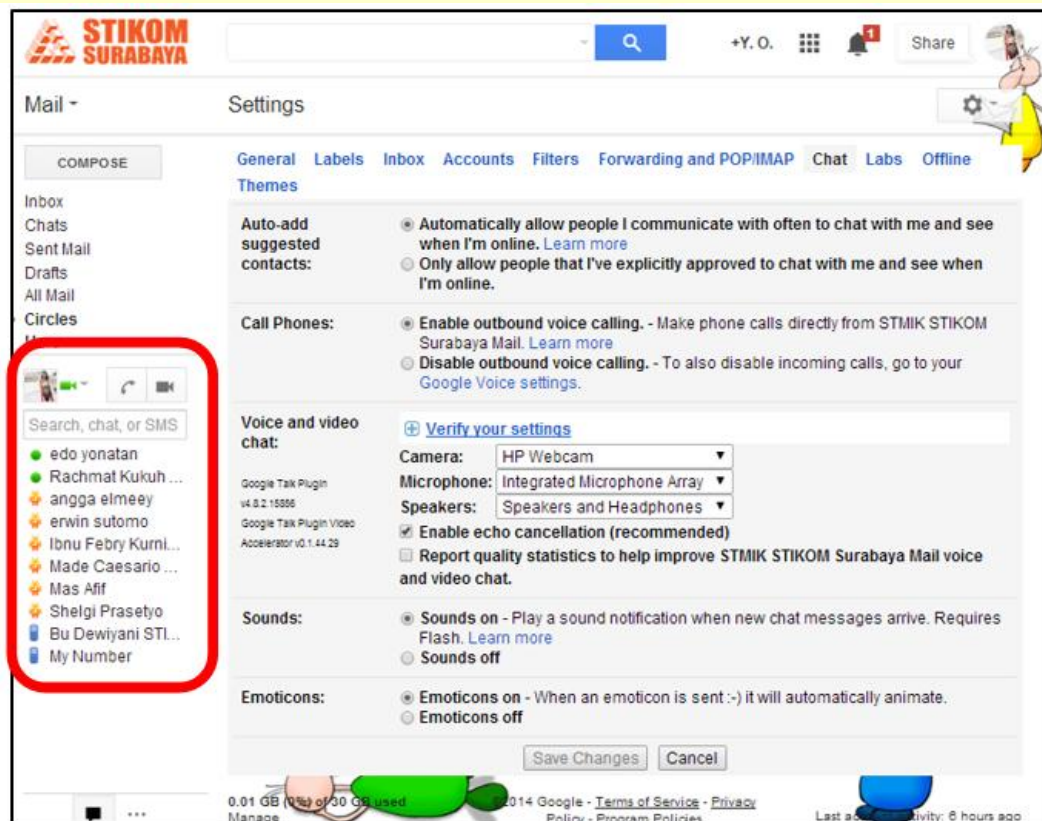 STIKOM
SURABAYA
+Y. O.
1
Share
Mail
Settings
COMPOSE
General Labels Inbox Accounts Filters Forwarding and POP/IMAP Chat Labs Offline
Themes
Inbox
Chats
Sent Mail
Drafts
All Mail
Circles
Search, chat, or SMS
edo yonatan
Rachmat Kukuh ...
angga elmeey
erwin sutomo
Ibnu Febry Kurni...
Made Caesario ...
Mas Afif
Shelgi Prasetyo
Bu Dewiyani STI...
My Number
Auto-add
suggested
contacts:
Automatically allow people I communicate with often to chat with me and see
when I'm online. Learn more
Only allow people that I've explicitly approved to chat with me and see when
I'm online.
Call Phones:
Enable outbound voice calling. - Make phone calls directly from STMIK STIKOM
Surabaya Mail. Learn more
Disable outbound voice calling. - To also disable incoming calls, go to your
Google Voice settings.
Voice and video
chat:
Google Talk Plugin
v4.8.2.15856
Google Talk Plugin Video
Accelerator v0.1.44.29
Verify your settings
Camera: HP Webcam
Microphone: Integrated Microphone Array
Speakers: Speakers and Headphones
Enable echo cancellation (recommended)
Report quality statistics to help improve STMIK STIKOM Surabaya Mail voice
and video chat.
Sounds:
Sounds on - Play a sound notification when new chat messages arrive. Requires
Flash. Learn more
Sounds off
Emoticons:
Emoticons on - When an emoticon is sent :-) it will automatically animate.
Emoticons off
Save Changes Cancel
0.01 GB (0%) of 30 GB used
Manage
©2014 Google - Terms of Service - Privacy
Policy - Program Policies
Last activity: 6 hours ago